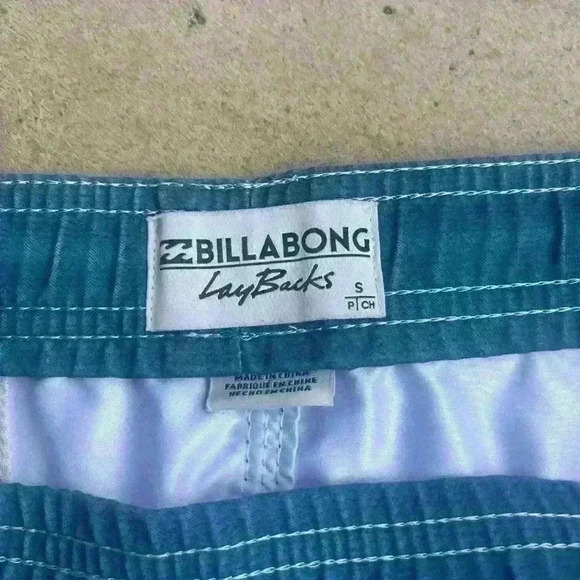 BILLABONG
LayBacks
S
P|CH
MADE IN CHINA
FABRIQUÉ EN CHINE
HECHO EN CHINA